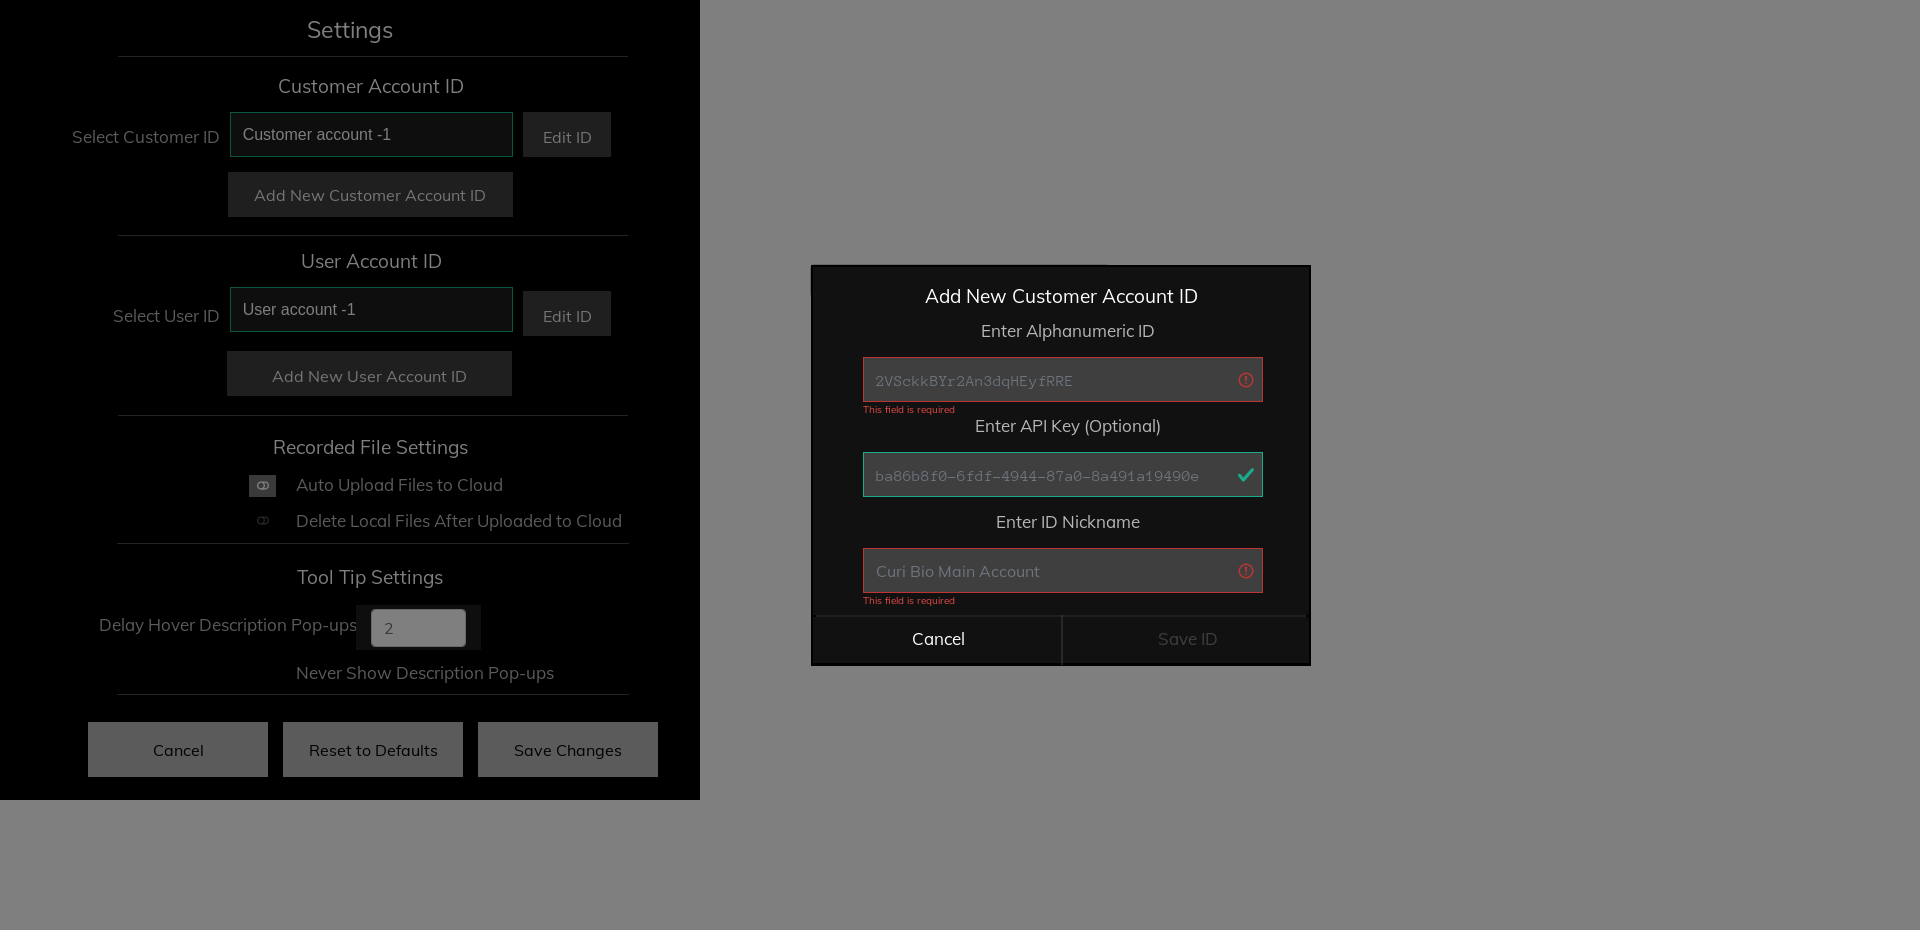 Settings
Customer Account ID
Select Customer ID
Customer account -1
Edit ID
Add New Customer Account ID
User Account ID
Select User ID
User account -1
Edit ID
Add New User Account ID
Recorded File Settings
Auto Upload Files to Cloud
Delete Local Files After Uploaded to Cloud
Tool Tip Settings
Delay Hover Description Pop-ups
2
Never Show Description Pop-ups
Cancel
Reset to Defaults
Save Changes
Add New Customer Account ID
Enter Alphanumeric ID
2VSckkBYr2An3dqHEyfRRE
This field is required
Enter API Key (Optional)
ba86b8f0-6fdf-4944-87a0-8a491a19490e
Enter ID Nickname
Curi Bio Main Account
This field is required
Cancel
Save ID